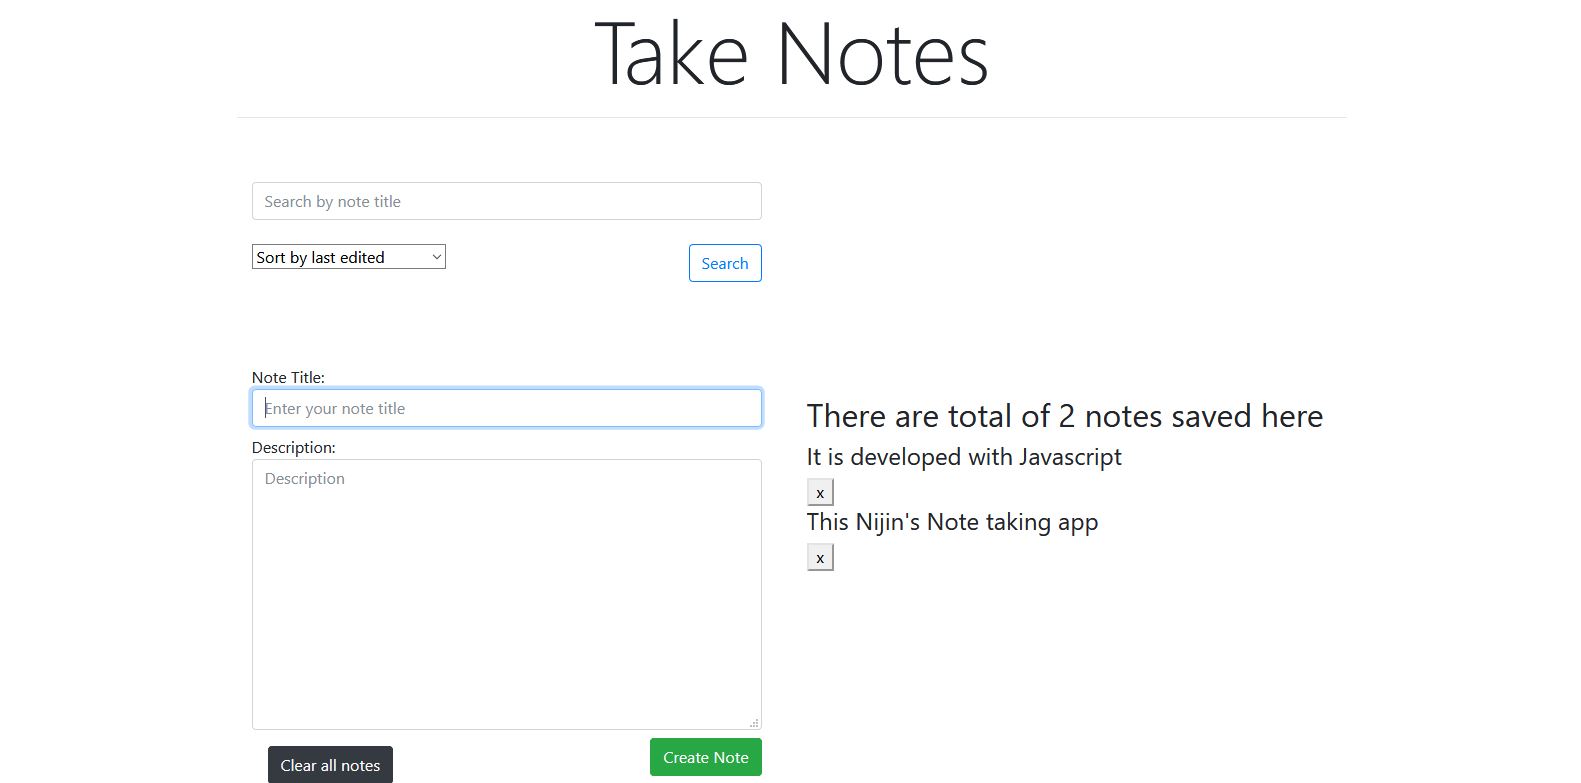 Take Notes
Search by note title
Sort by last edited
Search
Note Title:
Enter your note title
Description:
Description
Clear all notes
Create Note
There are total of 2 notes saved here
It is developed with Javascript
x
This Nijin's Note taking app
x